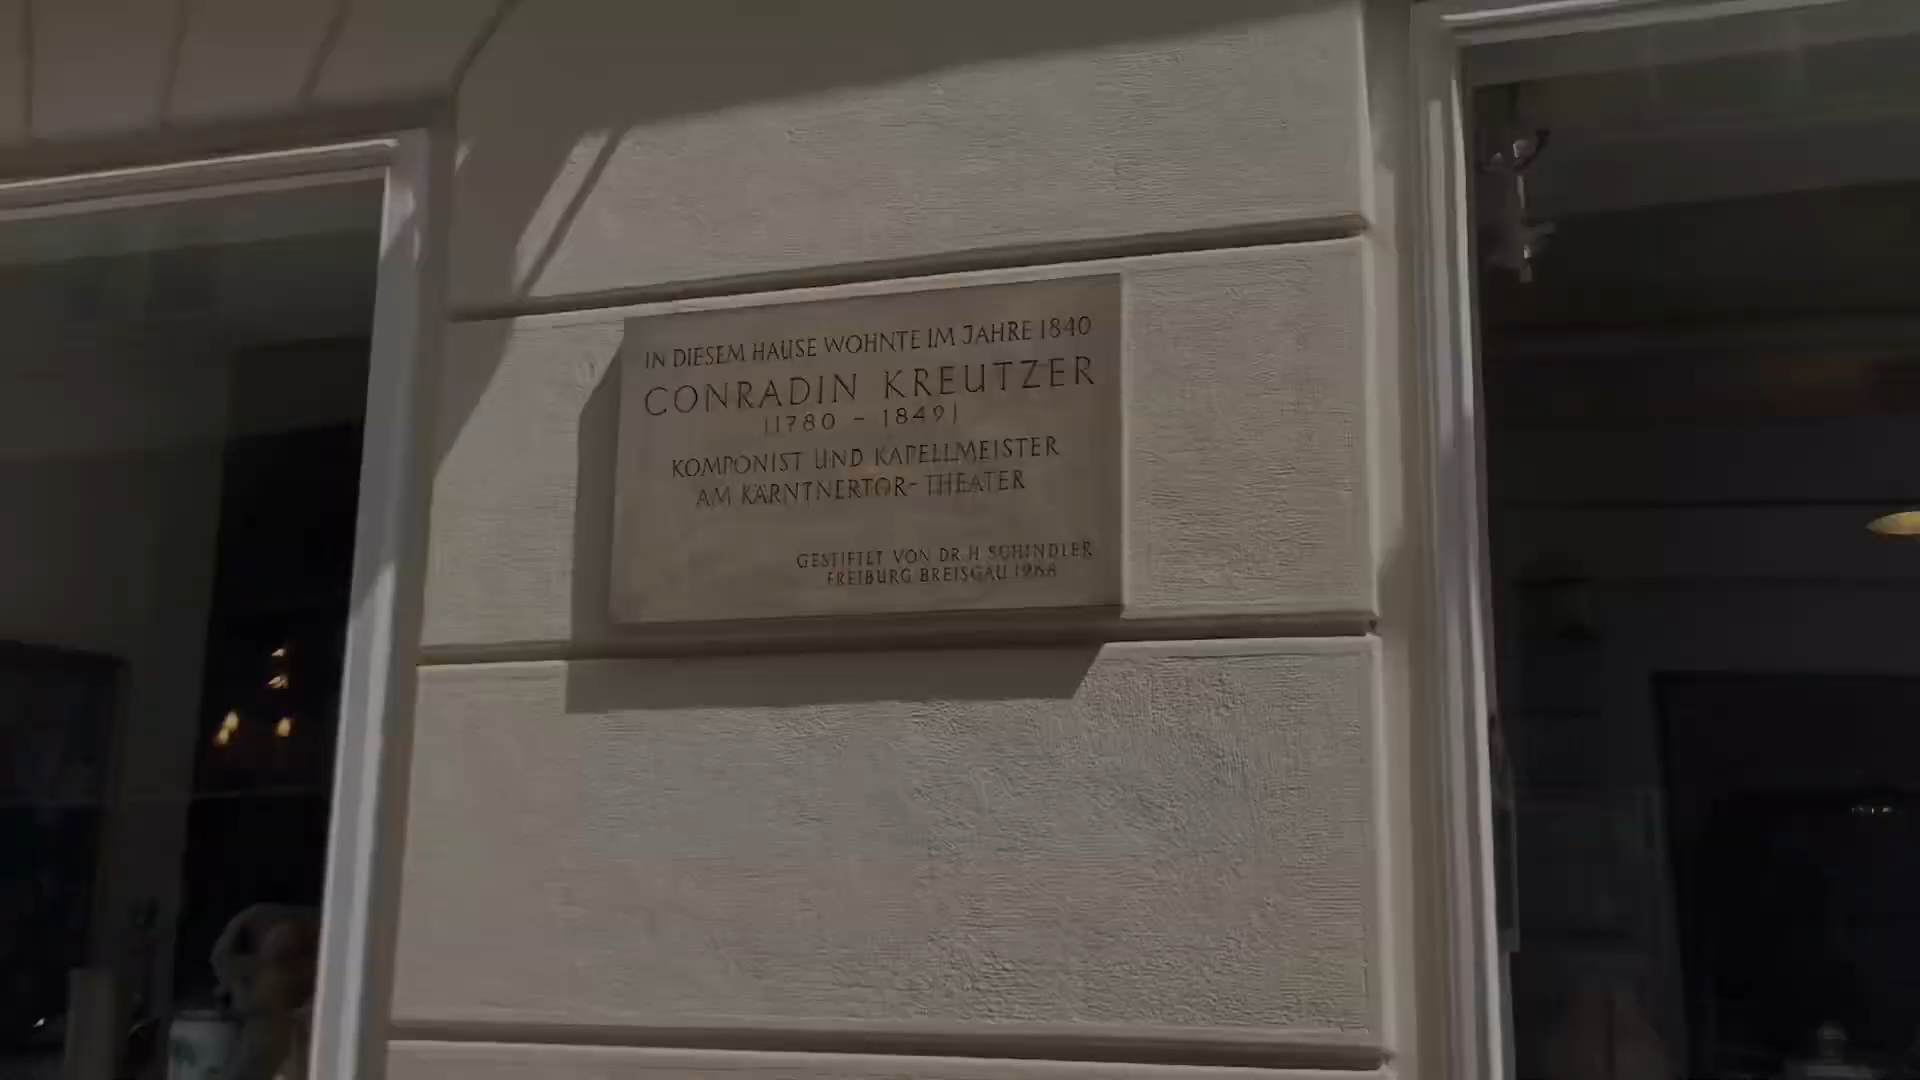 IN DIESEM HAUSE WOHNTE IM JAHRE 1840
CONRADIN KREUTZER
(1780 - 1849)
KOMPONIST UND KAPELLMEISTER
AM KÄRNTNERTOR-THEATER
GESTIFTET VON DR. H. SCHINDLER
FREIBURG BREISGAU